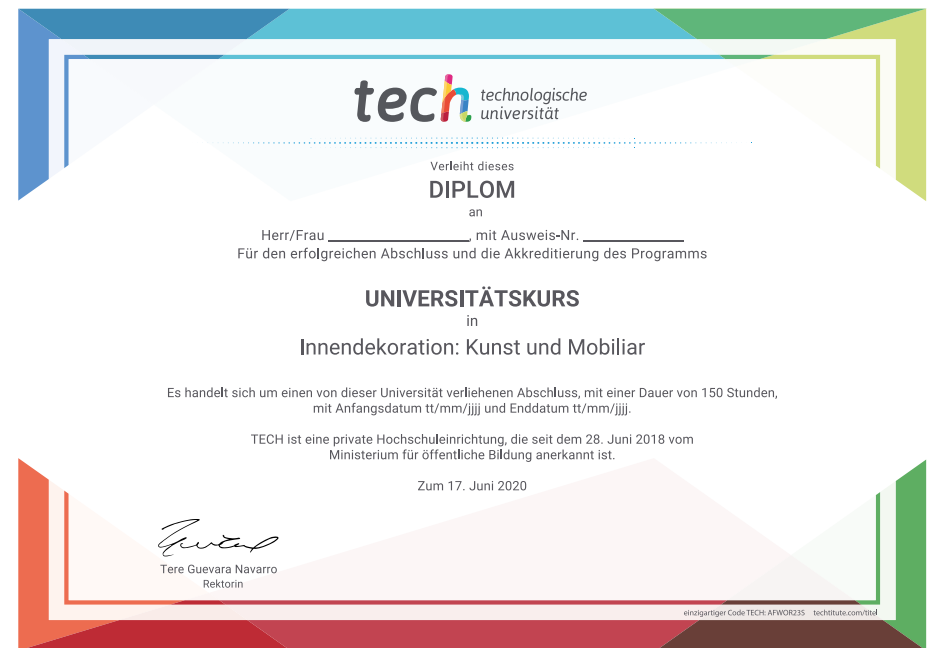 tech technologische
universität
Verleiht dieses
DIPLOM
an
Herr/Frau ____________________, mit Ausweis-Nr. ______________
Für den erfolgreichen Abschluss und die Akkreditierung des Programms
UNIVERSITÄTSKURS
in
Innendekoration: Kunst und Mobiliar
Es handelt sich um einen von dieser Universität verliehenen Abschluss, mit einer Dauer von 150 Stunden,
mit Anfangsdatum tt/mm/jjjj und Enddatum tt/mm/jjjj.
TECH ist eine private Hochschuleinrichtung, die seit dem 28. Juni 2018 vom
Ministerium für öffentliche Bildung anerkannt ist.
Zum 17. Juni 2020
Tere Guevara Navarro
Rektorin
einzigartiger Code TECH: AFWOR23S techtitute.com/titel